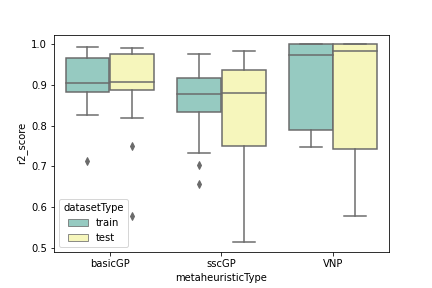 1.0
0.9
0.8
0.7
0.6
0.5
r2_score
datasetType
train
test
basicGP
sscGP
VNP
metaheuristicType